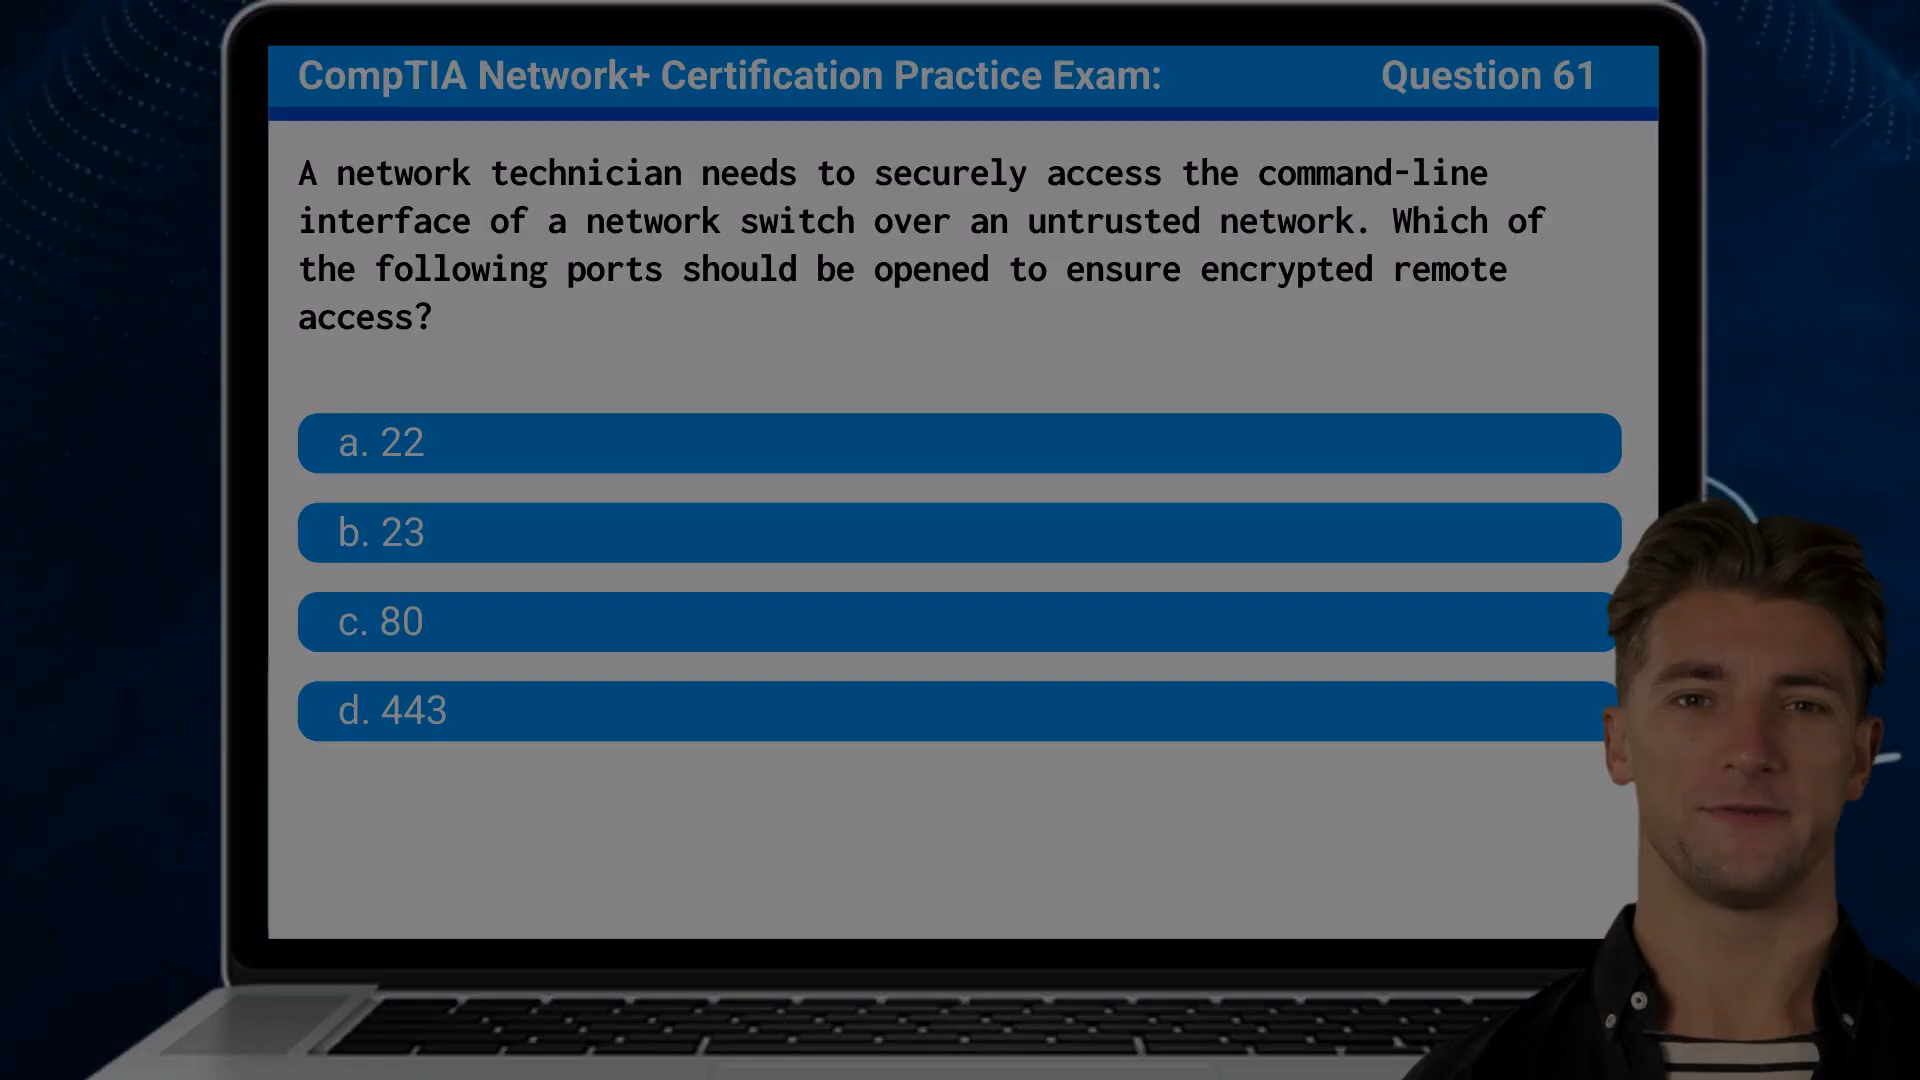 CompTIA Network+ Certification Practice Exam: Question 61
A network technician needs to securely access the command-line
interface of a network switch over an untrusted network. Which of
the following ports should be opened to ensure encrypted remote
access?
a. 22
b. 23
c. 80
d. 443